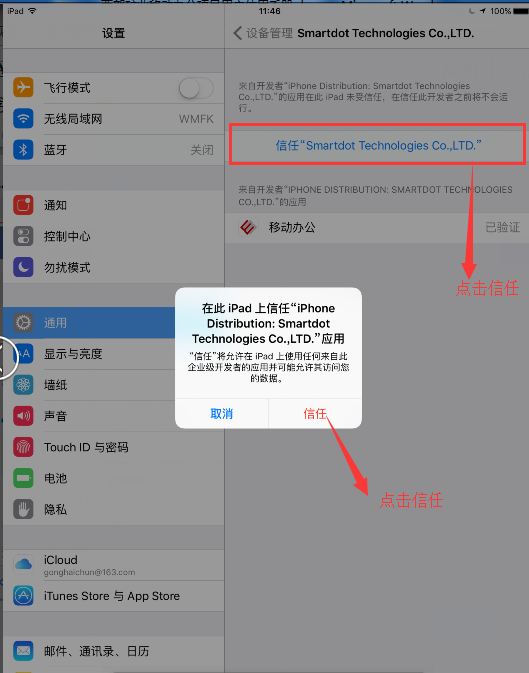 iPad
11:46
100%
设置
设备管理
Smartdot Technologies Co.,LTD.
飞行模式
无线局域网
WMFK
蓝牙
关闭
通知
控制中心
勿扰模式
通用
显示与亮度
墙纸
声音
Touch ID 与密码
电池
隐私
iCloud
gonghaichun@163.com
iTunes Store 与 App Store
邮件、通讯录、日历
来自开发者“iPhone Distribution: Smartdot Technologies
Co.,LTD.”的应用在此 iPad 未受信任，在信任此开发者之前将不会运
行。
信任“Smartdot Technologies Co.,LTD.”
来自开发者“IPHONE DISTRIBUTION: SMARTDOT TECHNOLOGIES
CO.,LTD.”的应用
移动办公
已验证
点击信任
在此 iPad 上信任“iPhone
Distribution: Smartdot
Technologies Co.,LTD.”应用
“信任”将允许在 iPad 上使用任何来自此
企业级开发者的应用并可能允许其访问您
的数据。
取消
信任
点击信任